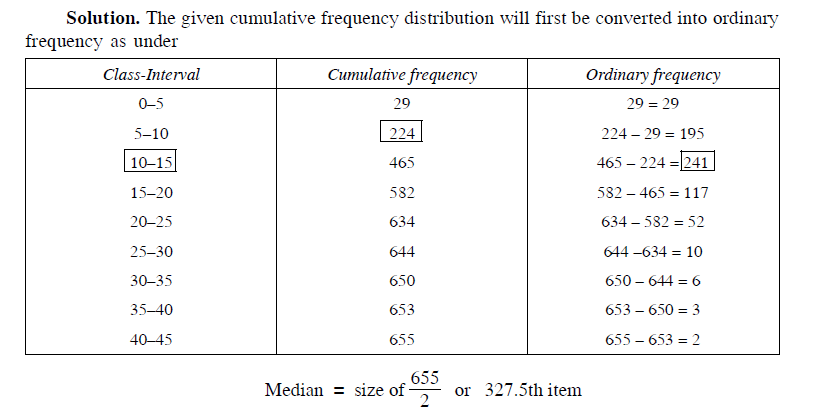 Solution. The given cumulative frequency distribution will first be converted into ordinary
frequency as under
Class-Interval Cumulative frequency Ordinary frequency
0–5 29 29 = 29
5–10 224 224 – 29 = 195
10–15 465 465 – 224 = 241
15–20 582 582 – 465 = 117
20–25 634 634 – 582 = 52
25–30 644 644 –634 = 10
30–35 650 650 – 644 = 6
35–40 653 653 – 650 = 3
40–45 655 655 – 653 = 2
Median = size of 655/2 or 327.5th item